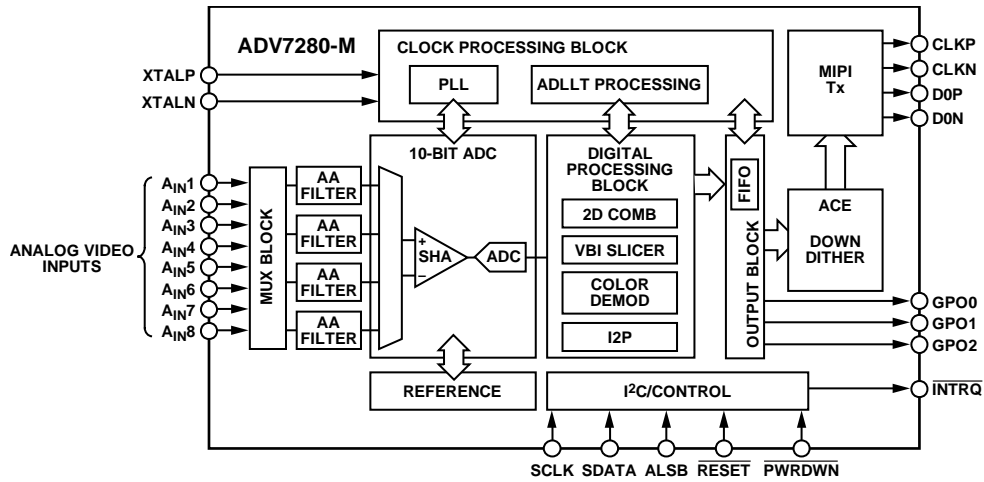 ADV7280-M
CLOCK PROCESSING BLOCK
PLL
ADLLT PROCESSING
XTALP
XTALN
MIPI
Tx
CLKP
CLKN
D0P
D0N
10-BIT ADC
DIGITAL
PROCESSING
BLOCK
2D COMB
VBI SLICER
COLOR
DEMOD
I2P
FIFO
OUTPUT BLOCK
ACE
DOWN
DITHER
ANALOG VIDEO
INPUTS
AIN1
AIN2
AIN3
AIN4
AIN5
AIN6
AIN7
AIN8
MUX BLOCK
AA
FILTER
AA
FILTER
AA
FILTER
AA
FILTER
+
SHA
–
ADC
GPO0
GPO1
GPO2
REFERENCE
I2C/CONTROL
INTRQ
SCLK SDATA ALSB RESET PWRDWN